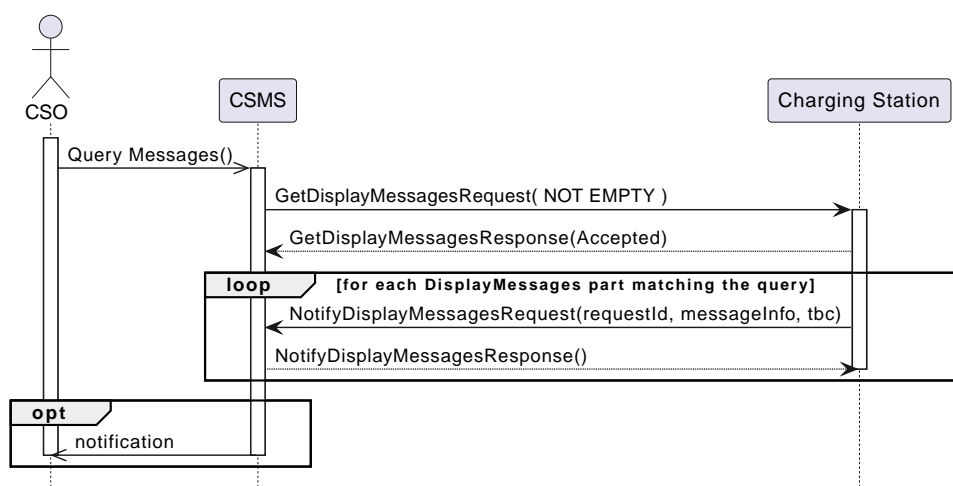 CSO
CSMS
Charging Station
Query Messages()
GetDisplayMessagesRequest( NOT EMPTY )
GetDisplayMessagesResponse(Accepted)
loop [for each DisplayMessages part matching the query]
NotifyDisplayMessagesRequest(requestId, messageInfo, tbc)
NotifyDisplayMessagesResponse()
opt
notification